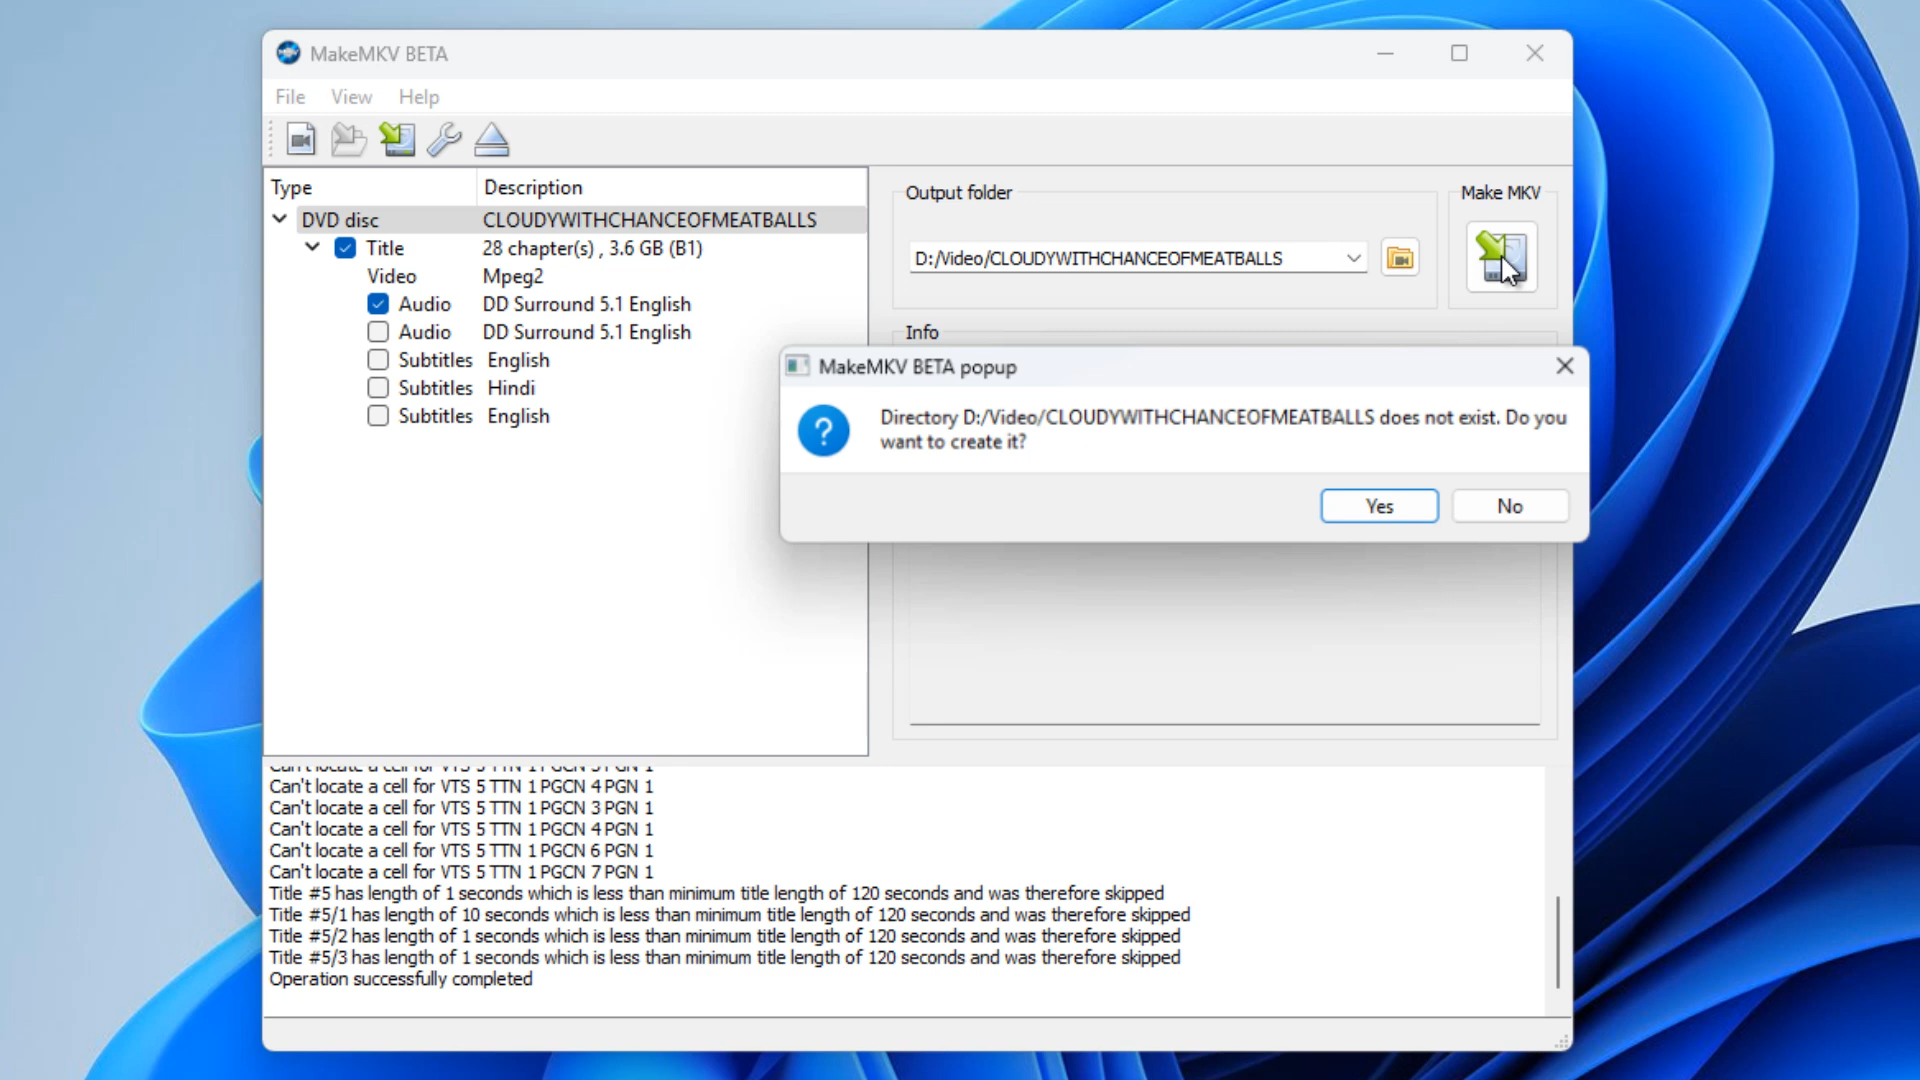 MakeMKV BETA
File View Help
Type Description
DVD disc CLOUDYWITHCHANCEOFMEATBALLS
Title 28 chapter(s) , 3.6 GB (B1)
Video Mpeg2
Audio DD Surround 5.1 English
Audio DD Surround 5.1 English
Subtitles English
Subtitles Hindi
Subtitles English
Output folder
D:/Video/CLOUDYWITHCHANCEOFMEATBALLS
Make MKV
Info
MakeMKV BETA popup
Directory D:/Video/CLOUDYWITHCHANCEOFMEATBALLS does not exist. Do you
want to create it?
Yes No
Can't locate a cell for VTS 5 TTN 1 PGCN 4 PGN 1
Can't locate a cell for VTS 5 TTN 1 PGCN 3 PGN 1
Can't locate a cell for VTS 5 TTN 1 PGCN 4 PGN 1
Can't locate a cell for VTS 5 TTN 1 PGCN 6 PGN 1
Can't locate a cell for VTS 5 TTN 1 PGCN 7 PGN 1
Title #5 has length of 1 seconds which is less than minimum title length of 120 seconds and was therefore skipped
Title #5/1 has length of 10 seconds which is less than minimum title length of 120 seconds and was therefore skipped
Title #5/2 has length of 1 seconds which is less than minimum title length of 120 seconds and was therefore skipped
Title #5/3 has length of 1 seconds which is less than minimum title length of 120 seconds and was therefore skipped
Operation successfully completed